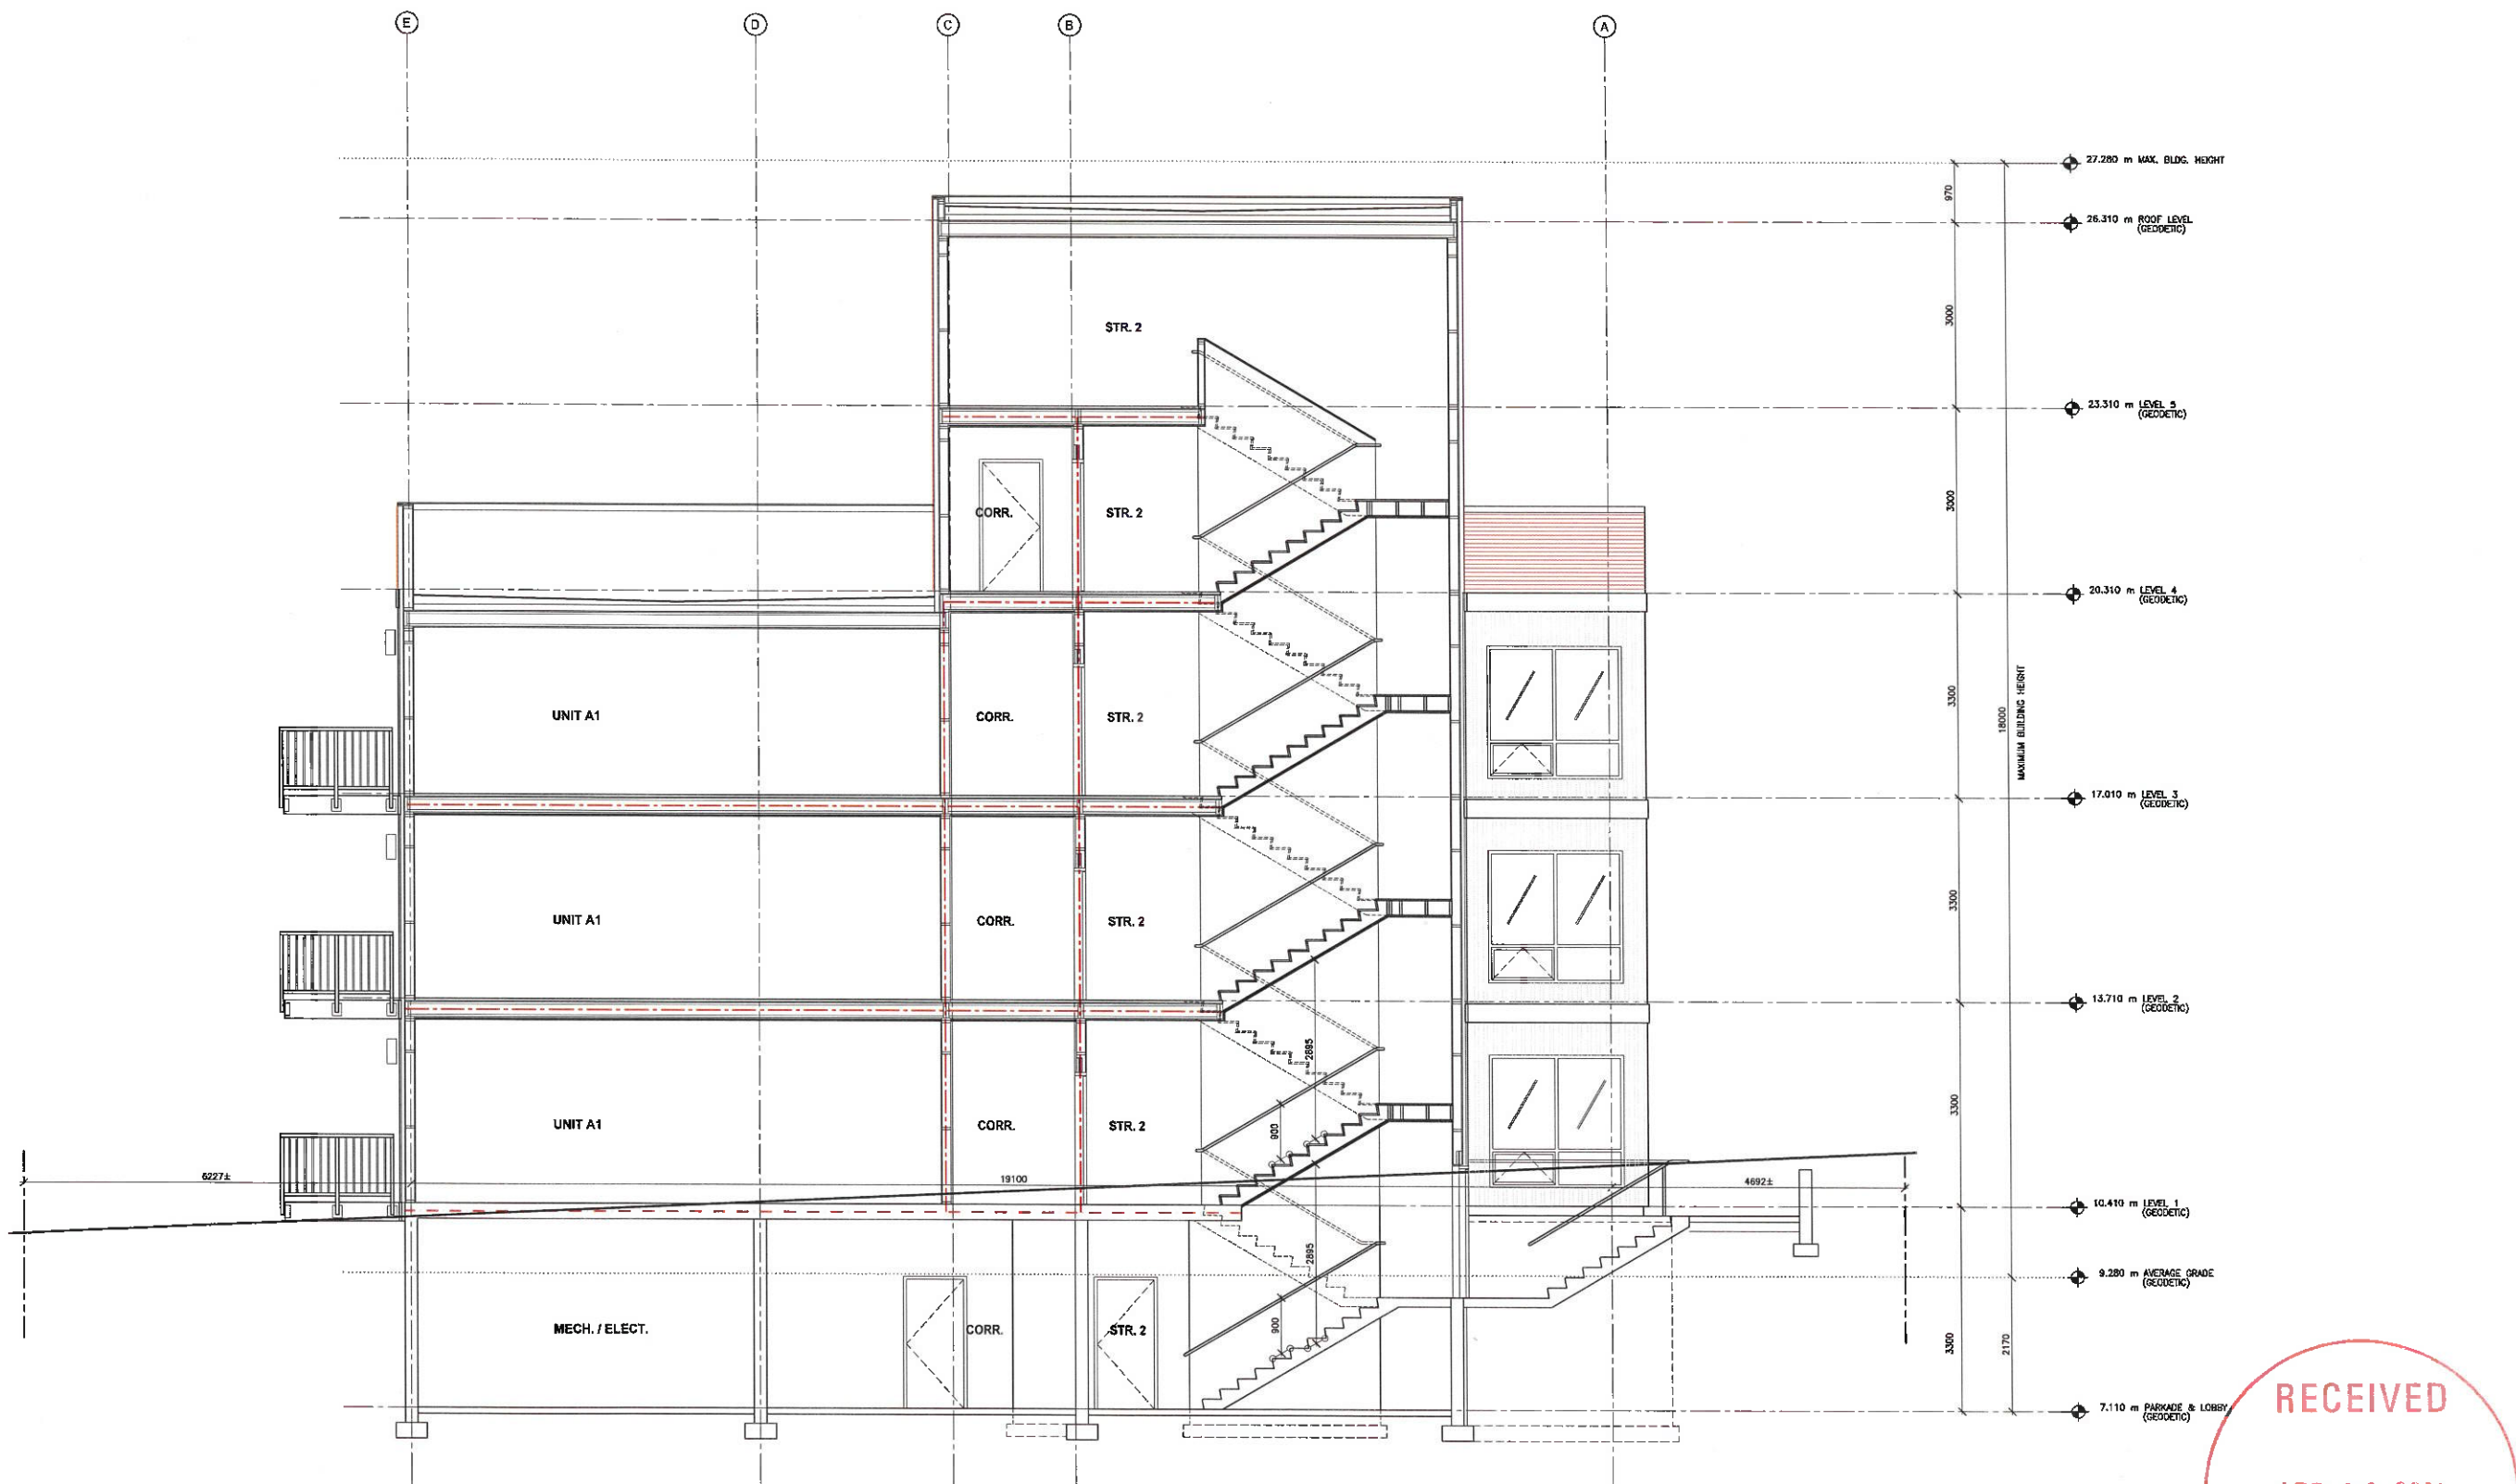 E
D
C
B
A
27.280 m MAX. BLDG. HEIGHT
970
26.310 m ROOF LEVEL
(GEODETIC)
3000
STR. 2
23.310 m LEVEL 5
(GEODETIC)
3000
CORR.
STR. 2
20.310 m LEVEL 4
(GEODETIC)
3300
18000
MAXIMUM BUILDING HEIGHT
UNIT A1
CORR.
STR. 2
17.010 m LEVEL 3
(GEODETIC)
3300
UNIT A1
CORR.
STR. 2
13.710 m LEVEL 2
(GEODETIC)
2895
3300
900
UNIT A1
CORR.
STR. 2
6227±
19100
4692±
10.410 m LEVEL 1
(GEODETIC)
2895
9.280 m AVERAGE GRADE
(GEODETIC)
900
MECH. / ELECT.
CORR.
STR. 2
3300
2170
7.110 m PARKADE & LOBBY
(GEODETIC)
RECEIVED